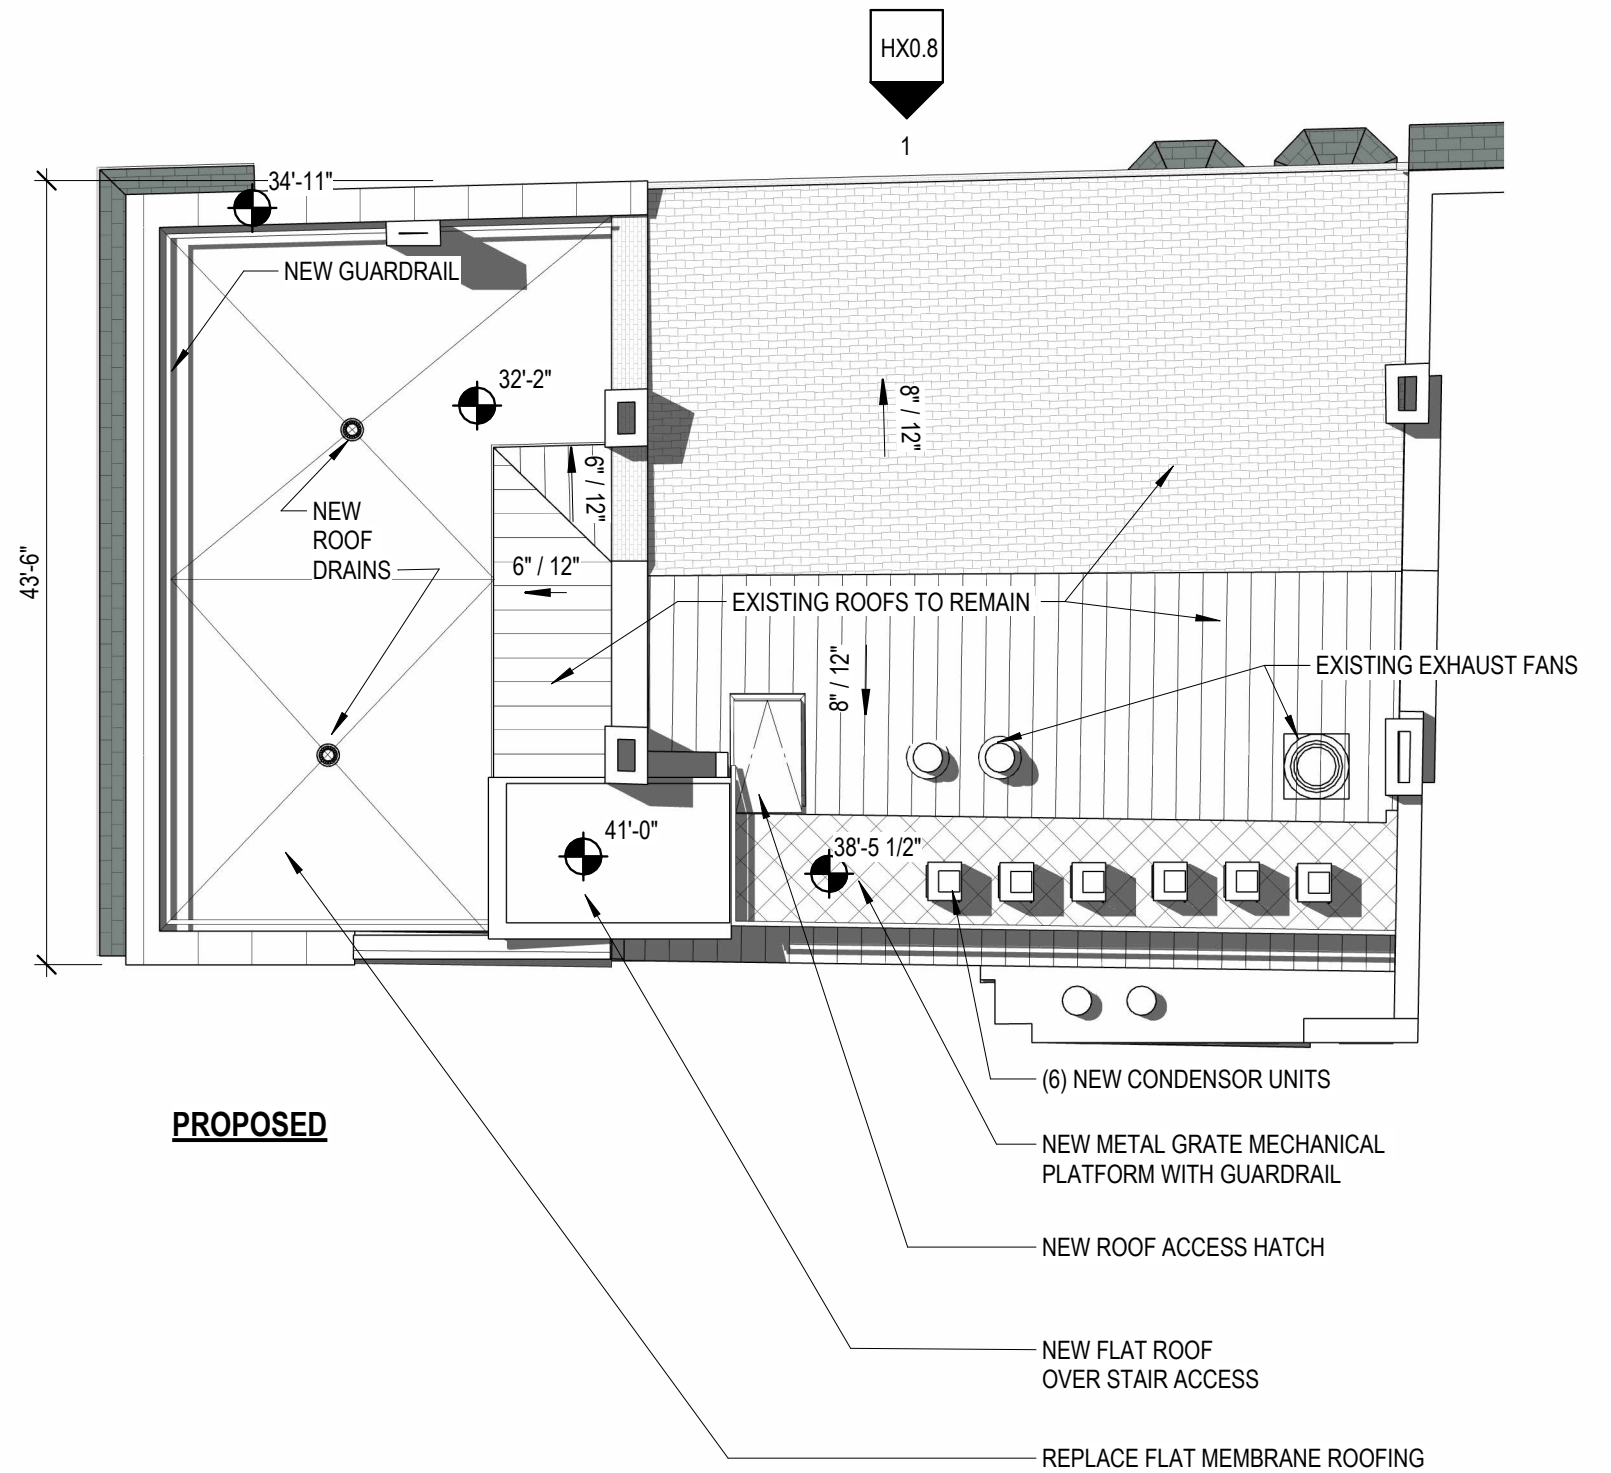 HX0.8
1
34'-11"
NEW GUARDRAIL
32'-2"
8" / 12"
6" / 12"
NEW
ROOF
DRAINS
43'-6"
6" / 12"
EXISTING ROOFS TO REMAIN
8" / 12"
EXISTING EXHAUST FANS
41'-0"
38'-5 1/2"
(6) NEW CONDENSOR UNITS
PROPOSED
NEW METAL GRATE MECHANICAL
PLATFORM WITH GUARDRAIL
NEW ROOF ACCESS HATCH
NEW FLAT ROOF
OVER STAIR ACCESS
REPLACE FLAT MEMBRANE ROOFING